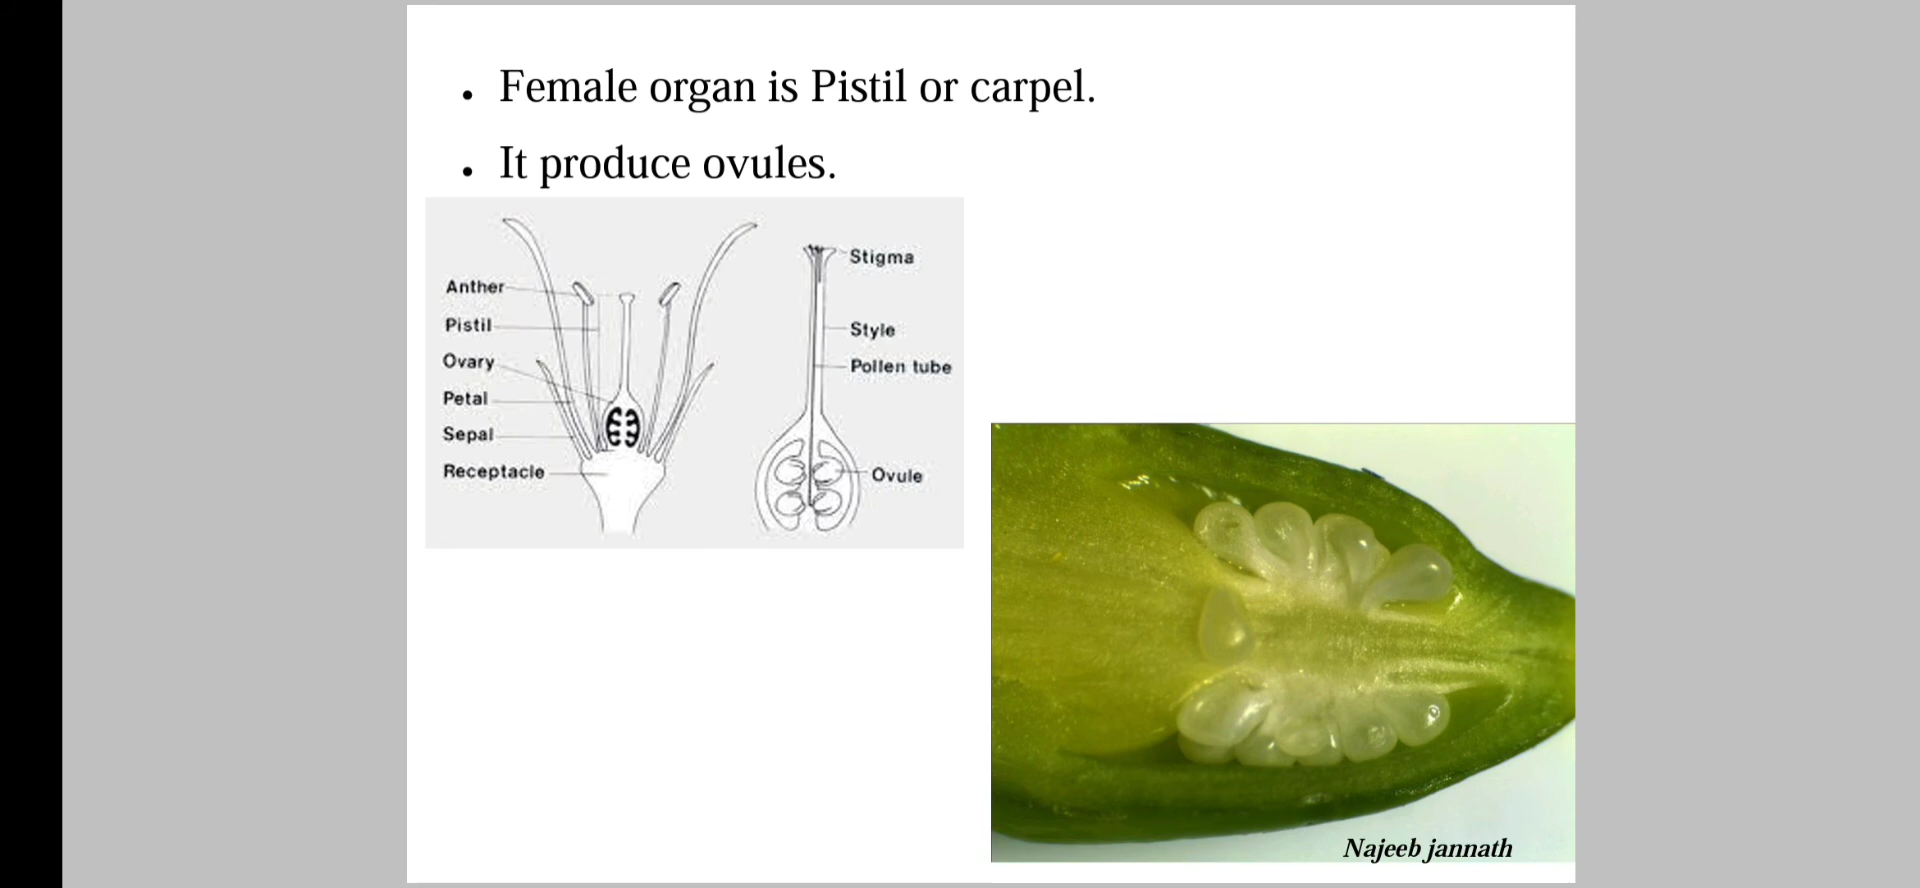 • Female organ is Pistil or carpel.
• It produce ovules.
Anther
Pistil
Ovary
Petal
Sepal
Receptacle
Stigma
Style
Pollen tube
Ovule
Najeeb jannath